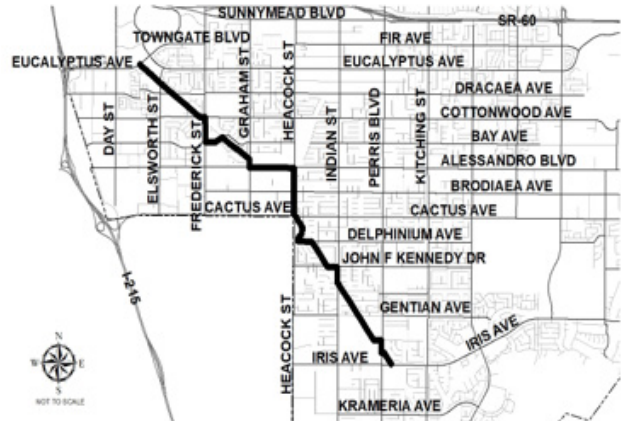 SUNNYMEAD BLVD
SR-60
TOWNGATE BLVD
FIR AVE
EUCALYPTUS AVE
EUCALYPTUS AVE
DRACAEA AVE
COTTONWOOD AVE
BAY AVE
ALESSANDRO BLVD
BRODIAEA AVE
CACTUS AVE
CACTUS AVE
DELPHINIUM AVE
JOHN F KENNEDY DR
GENTIAN AVE
IRIS AVE
IRIS AVE
KRAMERIA AVE
DAY ST
ELSWORTH ST
FREDERICK ST
GRAHAM ST
HEACOCK ST
INDIAN ST
PERRIS BLVD
KITCHING ST
HEACOCK ST
I-215
N
W
E
S
NOT TO SCALE